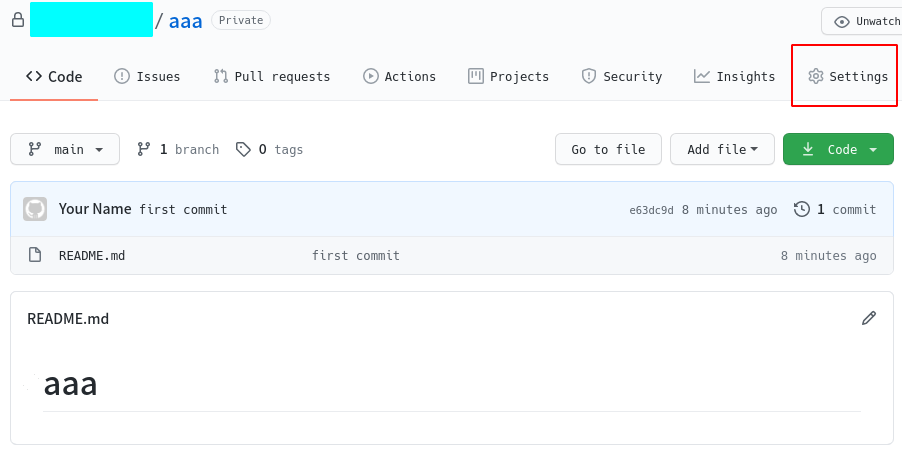 / aaa Private Unwatch
Code Issues Pull requests Actions Projects Security Insights Settings
main 1 branch 0 tags Go to file Add file Code
Your Name first commit e63dc9d 8 minutes ago 1 commit
README.md first commit 8 minutes ago
README.md
aaa